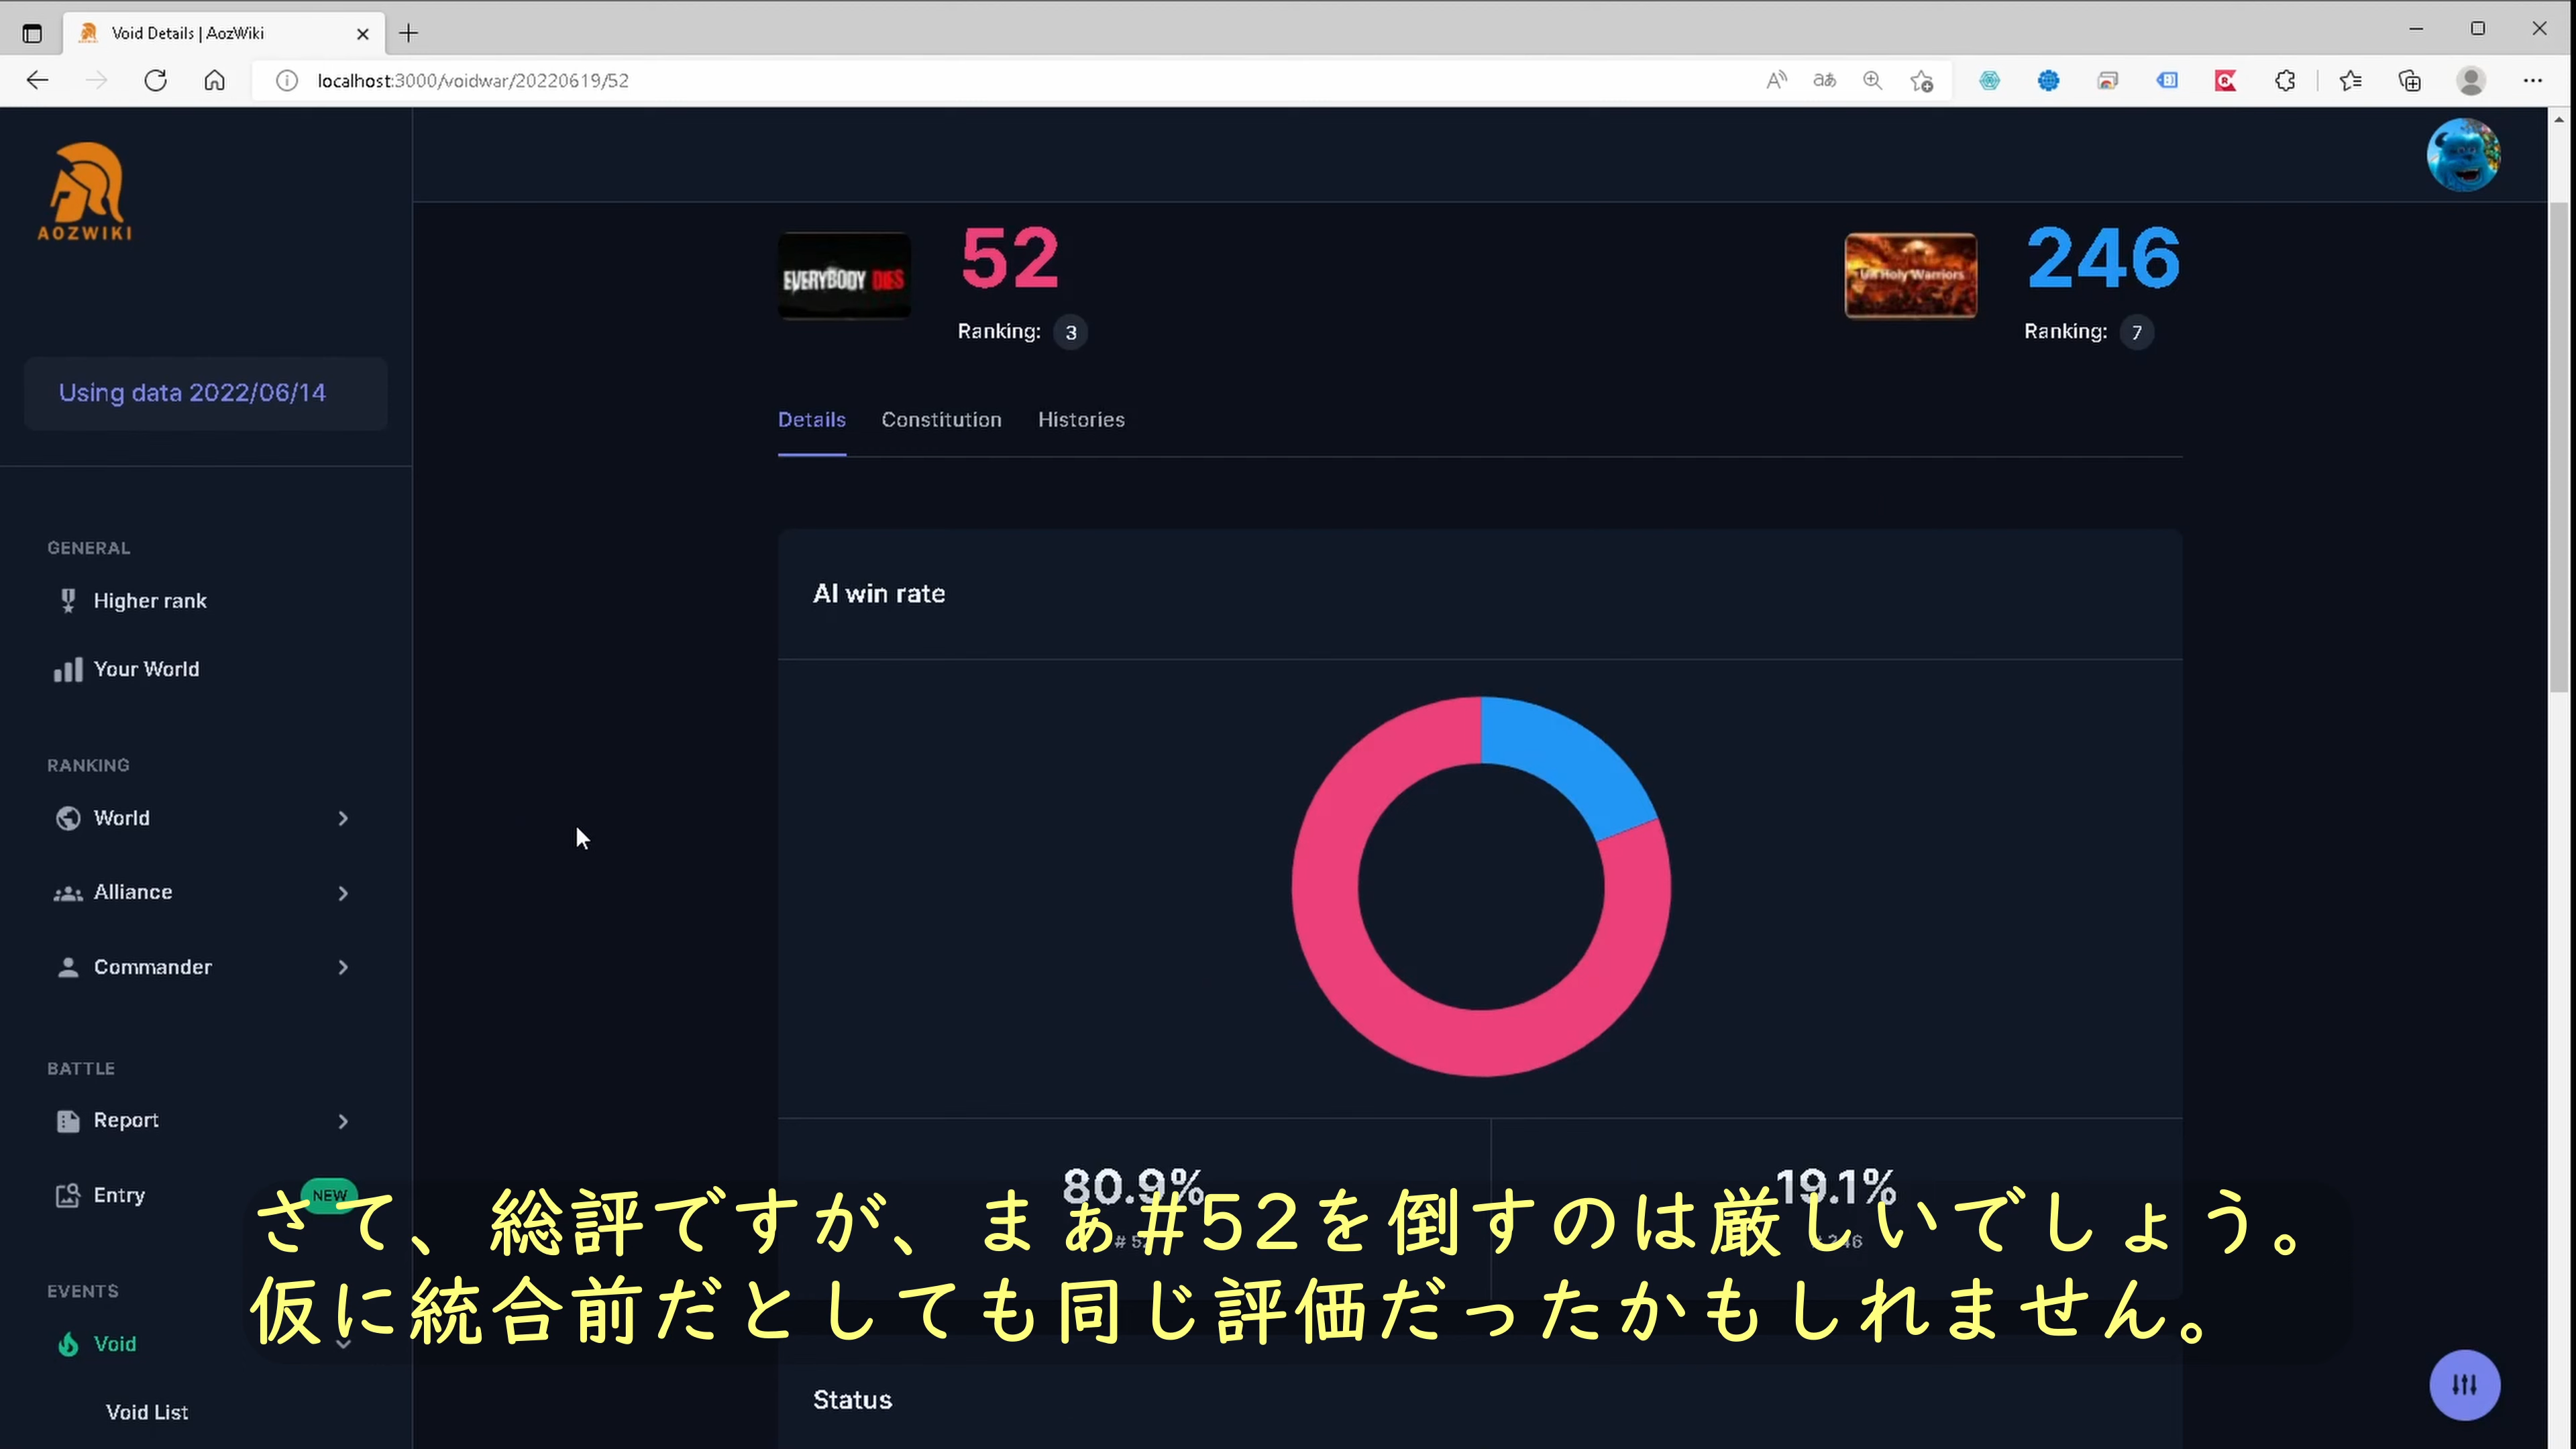 Void Details | AozWiki
localhost:3000/voidwar/20220619/52
AOZWIKI
Using data 2022/06/14
GENERAL
Higher rank
Your World
RANKING
World
Alliance
Commander
BATTLE
Report
Entry
NEW
EVENTS
Void
Void List
EVERYBODY DIES
52
Ranking: 3
Holy Warriors
246
Ranking: 7
Details Constitution Histories
AI win rate
80.9%
19.1%
Status
さて、総評ですが、まぁ#52を倒すのは厳しいでしょう。
仮に統合前だとしても同じ評価だったかもしれません。